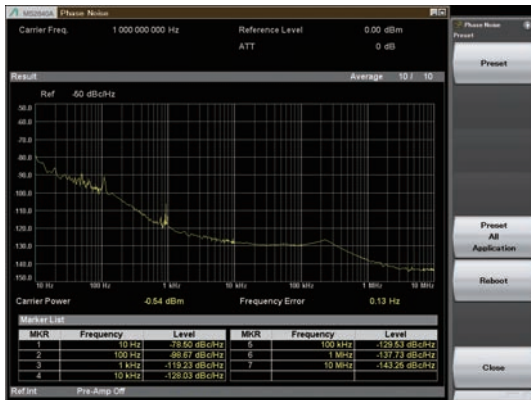 MS2840A Phase Noise
Carrier Freq. 1 000 000 000 Hz Reference Level 0.00 dBm
ATT 0 dB
Result Average 10 / 10
Ref -50 dBc/Hz
-50.0
-60.0
-70.0
-80.0
-90.0
-100.0
-110.0
-120.0
-130.0
-140.0
-150.0
10 Hz 100 Hz 1 kHz 10 kHz 100 kHz 1 MHz 10 MHz
Carrier Power -0.54 dBm Frequency Error 0.13 Hz
Marker List
MKR Frequency Level MKR Frequency Level
1 10 Hz -78.50 dBc/Hz 5 100 kHz -129.53 dBc/Hz
2 100 Hz -98.67 dBc/Hz 6 1 MHz -137.73 dBc/Hz
3 1 kHz -119.23 dBc/Hz 7 10 MHz -143.25 dBc/Hz
4 10 kHz -128.03 dBc/Hz
Ref.Int Pre-Amp Off
Phase Noise
Preset
Preset
Preset
All
Application
Reboot
Close